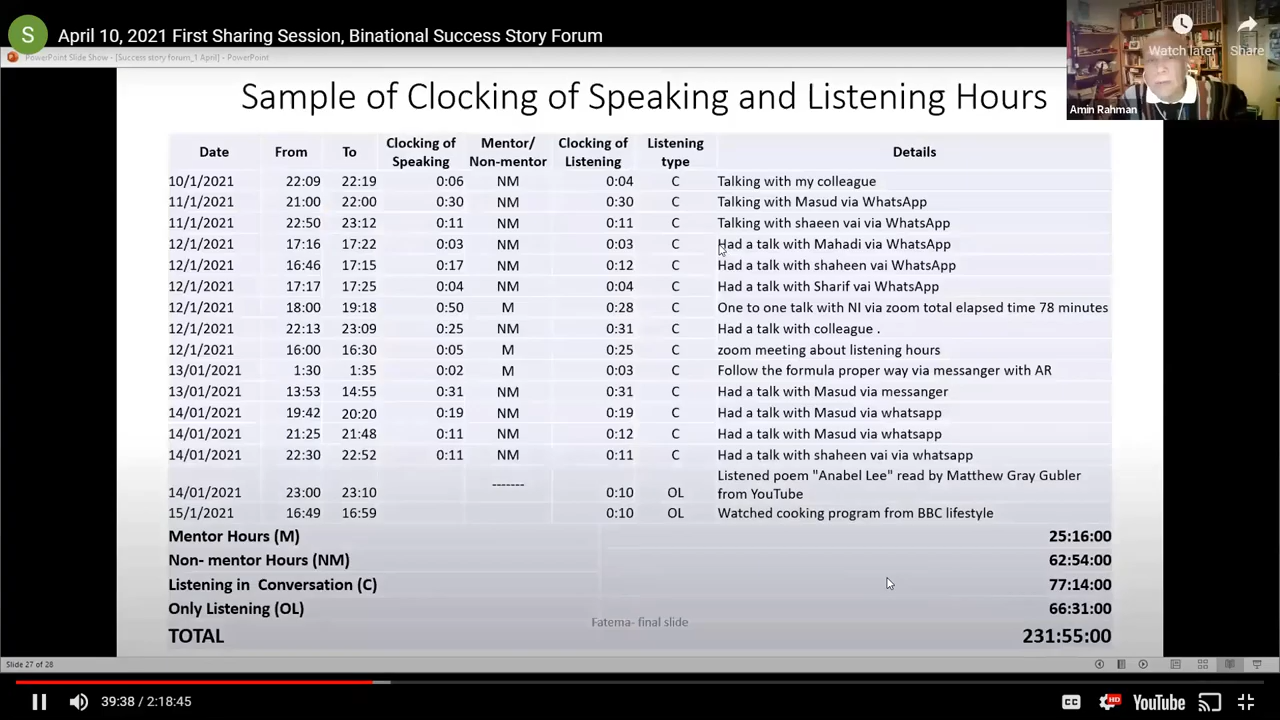 S
April 10, 2021 First Sharing Session, Binational Success Story Forum
Watch later
Share
PowerPoint Slide Show - [Success story forum_1 April] - PowerPoint
Amin Rahman
Sample of Clocking of Speaking and Listening Hours
Date From To Clocking of Speaking Mentor/ Non-mentor Clocking of Listening Listening type Details
10/1/2021 22:09 22:19 0:06 NM 0:04 C Talking with my colleague
11/1/2021 21:00 22:00 0:30 NM 0:30 C Talking with Masud via WhatsApp
11/1/2021 22:50 23:12 0:11 NM 0:11 C Talking with shaeen vai via WhatsApp
12/1/2021 17:16 17:22 0:03 NM 0:03 C Had a talk with Mahadi via WhatsApp
12/1/2021 16:46 17:15 0:17 NM 0:12 C Had a talk with shaheen vai WhatsApp
12/1/2021 17:17 17:25 0:04 NM 0:04 C Had a talk with Sharif vai WhatsApp
12/1/2021 18:00 19:18 0:50 M 0:28 C One to one talk with NI via zoom total elapsed time 78 minutes
12/1/2021 22:13 23:09 0:25 NM 0:31 C Had a talk with colleague .
12/1/2021 16:00 16:30 0:05 M 0:25 C zoom meeting about listening hours
13/01/2021 1:30 1:35 0:02 M 0:03 C Follow the formula proper way via messanger with AR
13/01/2021 13:53 14:55 0:31 NM 0:31 C Had a talk with Masud via messanger
14/01/2021 19:42 20:20 0:19 NM 0:19 C Had a talk with Masud via whatsapp
14/01/2021 21:25 21:48 0:11 NM 0:12 C Had a talk with Masud via whatsapp
14/01/2021 22:30 22:52 0:11 NM 0:11 C Had a talk with shaheen vai via whatsapp
14/01/2021 23:00 23:10 ------- 0:10 OL Listened poem "Anabel Lee" read by Matthew Gray Gubler
from YouTube
15/1/2021 16:49 16:59 0:10 OL Watched cooking program from BBC lifestyle
Mentor Hours (M) 25:16:00
Non- mentor Hours (NM) 62:54:00
Listening in Conversation (C) 77:14:00
Only Listening (OL) 66:31:00
Fatema- final slide
TOTAL 231:55:00
Slide 27 of 28
39:38 / 2:18:45
CC
HD
YouTube